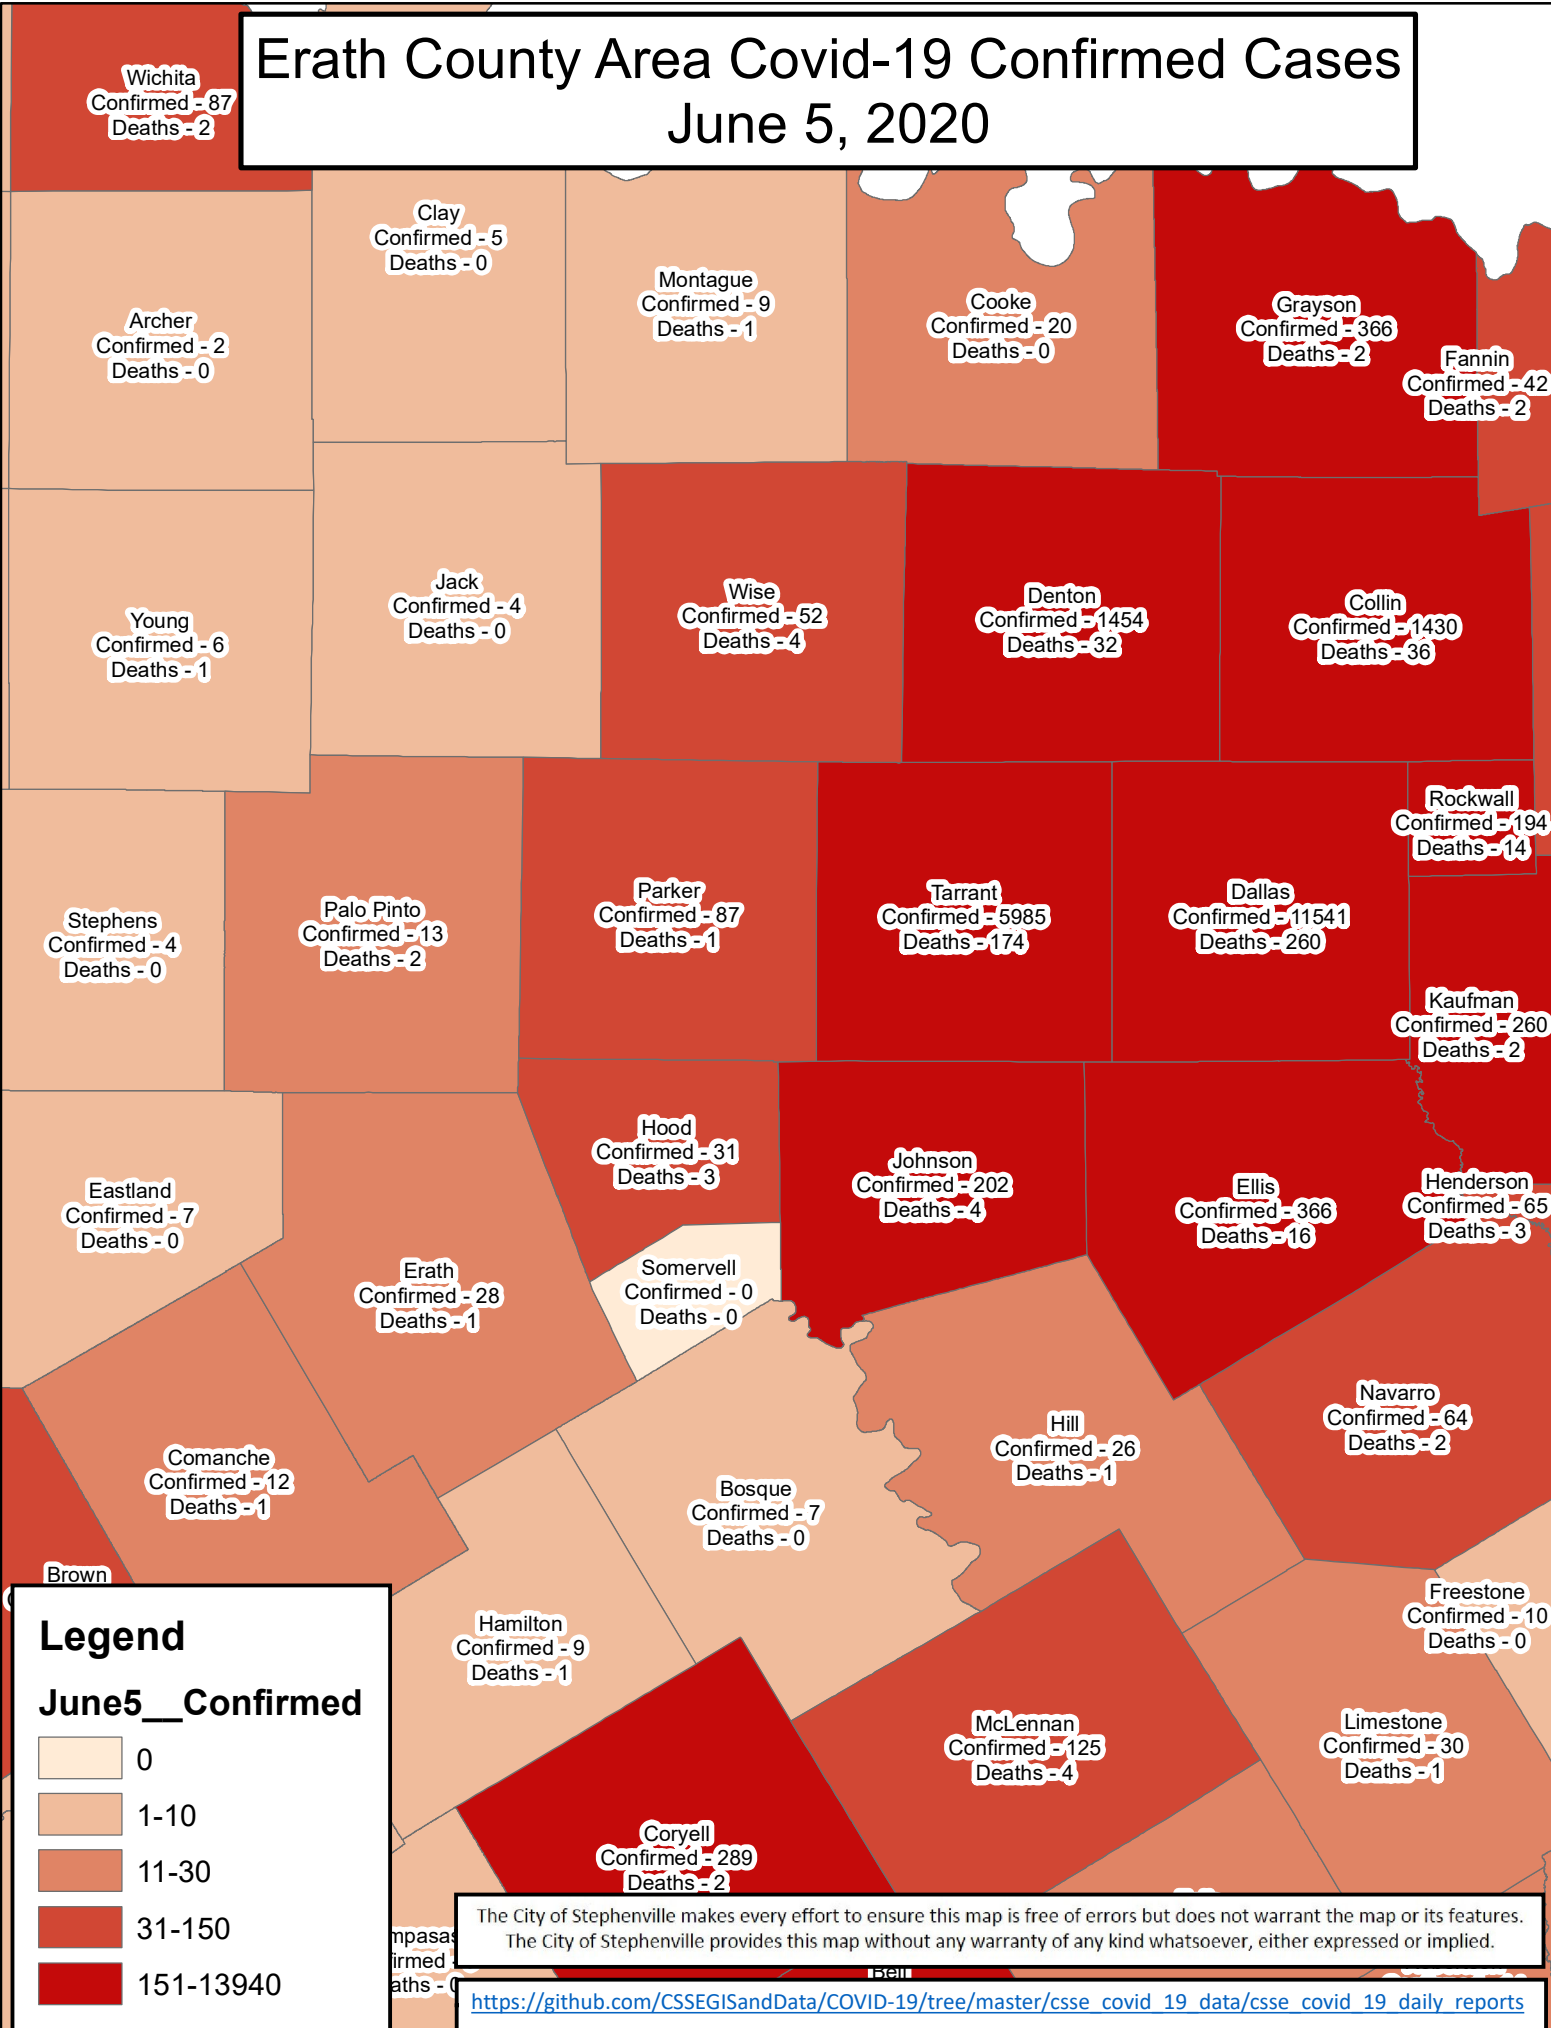 Erath County Area Covid-19 Confirmed Cases
June 5, 2020
Wichita
Confirmed - 87
Deaths - 2
Clay
Confirmed - 5
Deaths - 0
Montague
Confirmed - 9
Deaths - 1
Cooke
Confirmed - 20
Deaths - 0
Grayson
Confirmed - 366
Deaths - 2
Fannin
Confirmed - 42
Deaths - 2
Archer
Confirmed - 2
Deaths - 0
Young
Confirmed - 6
Deaths - 1
Jack
Confirmed - 4
Deaths - 0
Wise
Confirmed - 52
Deaths - 4
Denton
Confirmed - 1454
Deaths - 32
Collin
Confirmed - 1430
Deaths - 36
Rockwall
Confirmed - 194
Deaths - 14
Stephens
Confirmed - 4
Deaths - 0
Palo Pinto
Confirmed - 13
Deaths - 2
Parker
Confirmed - 87
Deaths - 1
Tarrant
Confirmed - 5985
Deaths - 174
Dallas
Confirmed - 11541
Deaths - 260
Kaufman
Confirmed - 260
Deaths - 2
Eastland
Confirmed - 7
Deaths - 0
Erath
Confirmed - 28
Deaths - 1
Hood
Confirmed - 31
Deaths - 3
Somervell
Confirmed - 0
Deaths - 0
Johnson
Confirmed - 202
Deaths - 4
Ellis
Confirmed - 366
Deaths - 16
Henderson
Confirmed - 65
Deaths - 3
Comanche
Confirmed - 12
Deaths - 1
Bosque
Confirmed - 7
Deaths - 0
Hill
Confirmed - 26
Deaths - 1
Navarro
Confirmed - 64
Deaths - 2
Brown
Hamilton
Confirmed - 9
Deaths - 1
Freestone
Confirmed - 10
Deaths - 0
McLennan
Confirmed - 125
Deaths - 4
Limestone
Confirmed - 30
Deaths - 1
Coryell
Confirmed - 289
Deaths - 2
mpasas
firmed -
aths - 0
Bell
Legend
June5__Confirmed
0
1-10
11-30
31-150
151-13940
The City of Stephenville makes every effort to ensure this map is free of errors but does not warrant the map or its features.
The City of Stephenville provides this map without any warranty of any kind whatsoever, either expressed or implied.
https://github.com/CSSEGISandData/COVID-19/tree/master/csse_covid_19_data/csse_covid_19_daily_reports